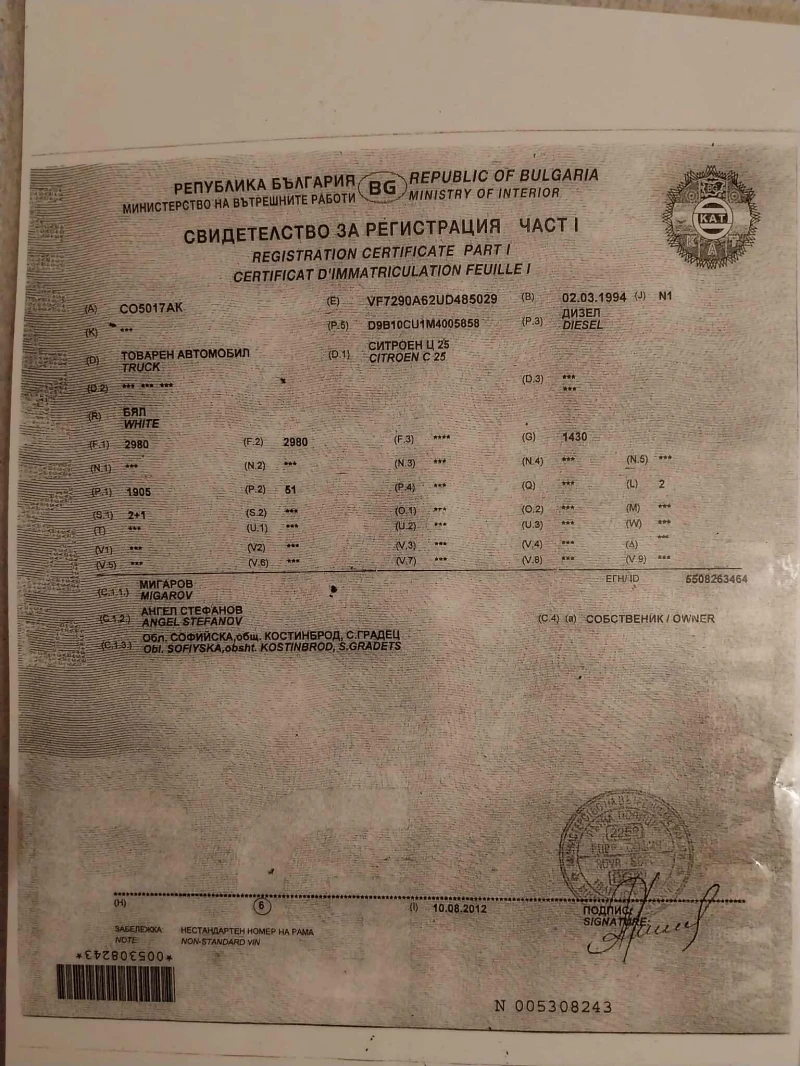 РЕПУБЛИКА БЪЛГАРИЯ BG REPUBLIC OF BULGARIA
МИНИСТЕРСТВО НА ВЪТРЕШНИТЕ РАБОТИ MINISTRY OF INTERIOR
КАТ
СВИДЕТЕЛСТВО ЗА РЕГИСТРАЦИЯ ЧАСТ I
REGISTRATION CERTIFICATE PART I
CERTIFICAT D'IMMATRICULATION FEUILLE I
(A) CO5017AK (E) VF7290A62UD485029 (B) 02.03.1994 (J) N1
(K) *** (P.5) D9B10CU1M4005858 (P.3) ДИЗЕЛ
DIESEL
(D) ТОВАРЕН АВТОМОБИЛ (D.1) СИТРОЕН Ц 25
TRUCK CITROEN C 25
(D.2) *** *** *** (D.3) ***
***
(R) БЯЛ
WHITE
(F.1) 2980 (F.2) 2980 (F.3) **** (G) 1430
(N.1) *** (N.2) *** (N.3) *** (N.4) *** (N.5) ***
(P.1) 1905 (P.2) 51 (P.4) *** (Q) *** (L) 2
(S.1) 2+1 (S.2) *** (O.1) *** (O.2) *** (M) ***
(T) *** (U.1) *** (U.2) *** (U.3) *** (W) ***
(V1) *** (V2) *** (V.3) *** (V.4) *** (Δ) ***
(V.5) *** (V.6) *** (V.7) *** (V.8) *** (V 9) ***
(C.1.1.) МИГАРОВ ЕГН/ID 5508263464
MIGAROV
(C.1.2.) АНГЕЛ СТЕФАНОВ (C.4) (a) СОБСТВЕНИК / OWNER
ANGEL STEFANOV
(C.1.3.) Обл. СОФИЙСКА,общ. КОСТИНБРОД, С.ГРАДЕЦ
Obl. SOFIYSKA,obsht. KOSTINBROD, S.GRADETS
(H) 6 (I) 10.08.2012 ПОДПИС:
SIGNATURE:
ЗАБЕЛЕЖКА: НЕСТАНДАРТЕН НОМЕР НА РАМА
NOTE: NON-STANDARD VIN
*005308243*
N 005308243